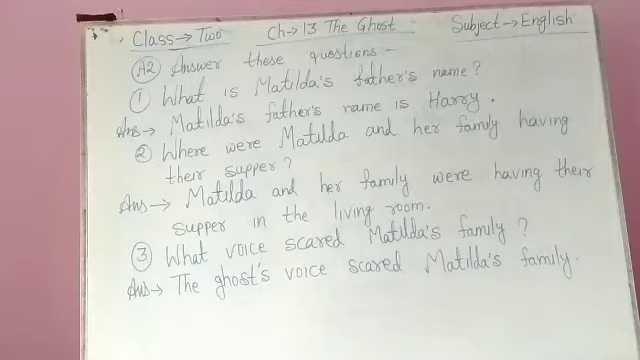 Class→Two Ch→13 The Ghost Subject→English
A2 Answer these questions—
1 What is Matilda's father's name?
Ans→ Matilda's father's name is Harry.
2 Where were Matilda and her family having
their supper?
Ans→ Matilda and her family were having their
supper in the living room.
3 What voice scared Matilda's family?
Ans→ The ghost's voice scared Matilda's family.